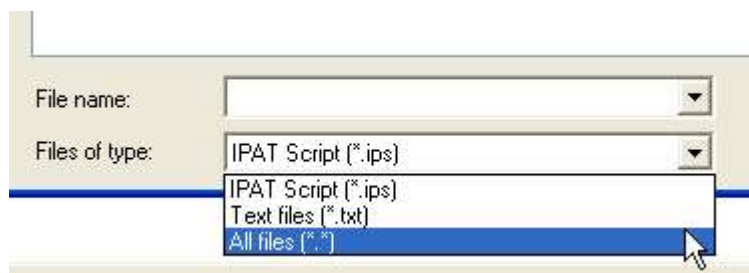 File name:
Files of type:
IPAT Script (*.ips)
IPAT Script (*.ips)
Text files (*.txt)
All files (*.*)